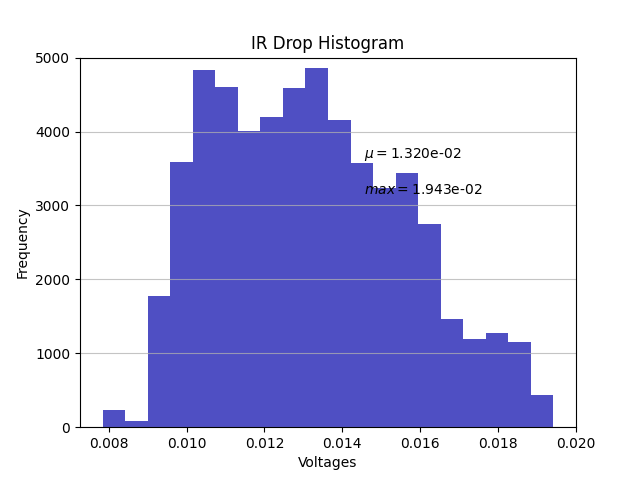 IR Drop Histogram
5000
4000
3000
2000
1000
0
Frequency
μ = 1.320e-02
max = 1.943e-02
0.008 0.010 0.012 0.014 0.016 0.018 0.020
Voltages